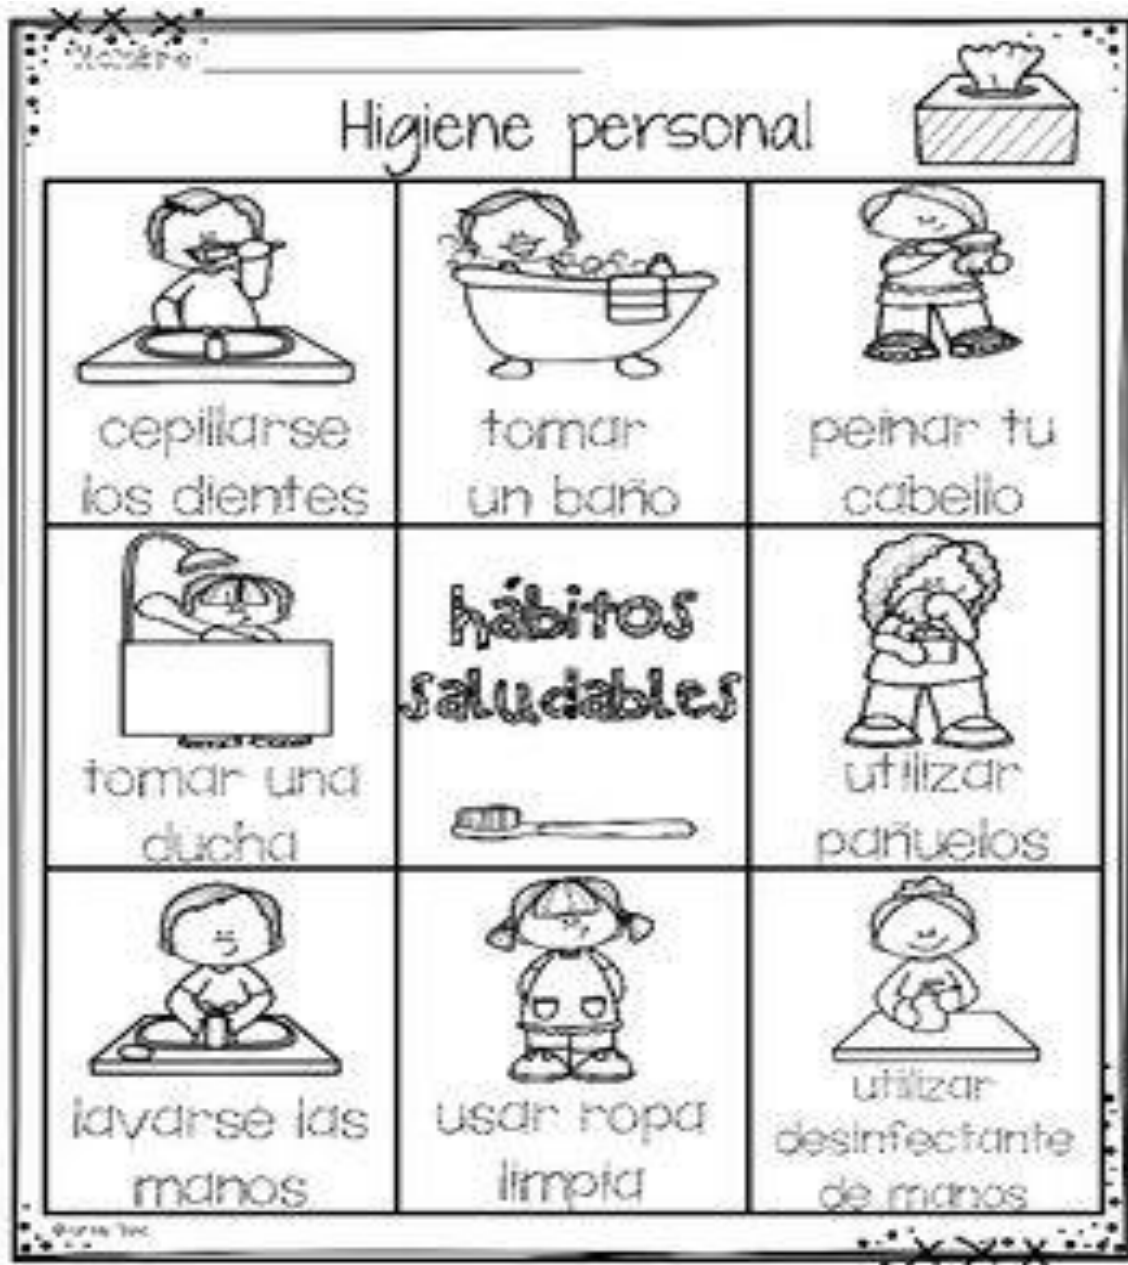 Nombre
Higiene personal
cepillarse
los dientes
tomar
un baño
peinar tu
cabello
tomar una
ducha
hábitos
saludables
utilizar
pañuelos
lavarse las
manos
usar ropa
limpia
utilizar
desinfectante
de manos